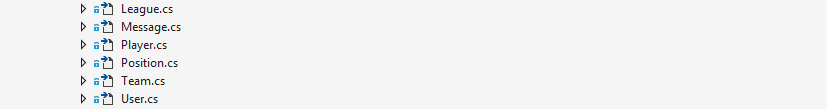 League.cs
Message.cs
Player.cs
Position.cs
Team.cs
User.cs